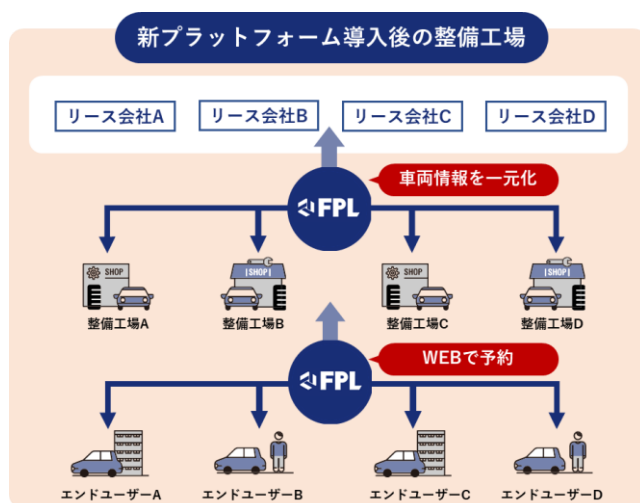 新プラットフォーム導入後の整備工場
リース会社A
リース会社B
リース会社C
リース会社D
車両情報を一元化
FPL
SHOP
SHOP
SHOP
SHOP
整備工場A
整備工場B
整備工場C
整備工場D
WEBで予約
FPL
エンドユーザーA
エンドユーザーB
エンドユーザーC
エンドユーザーD